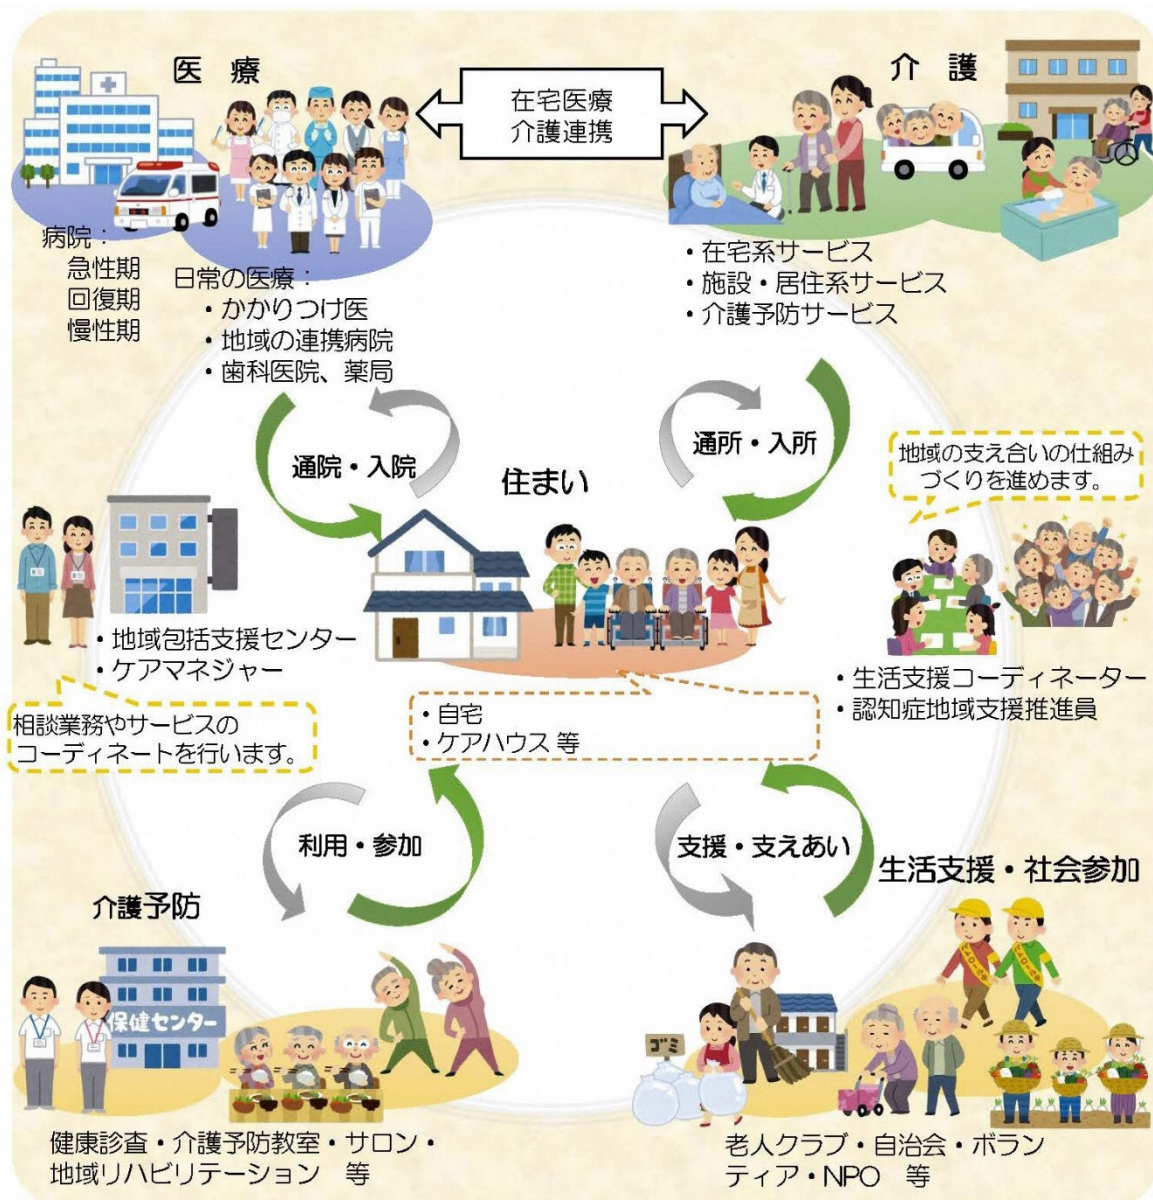 医 療
在宅医療
介護連携
介 護
病院:
急性期
回復期
慢性期
日常の医療:
・かかりつけ医
・地域の連携病院
・歯科医院、薬局
・在宅系サービス
・施設・居住系サービス
・介護予防サービス
通院・入院
通所・入所
住まい
地域の支え合いの仕組み
づくりを進めます。
・地域包括支援センター
・ケアマネジャー
相談業務やサービスの
コーディネートを行います。
・自宅
・ケアハウス 等
・生活支援コーディネーター
・認知症地域支援推進員
利用・参加
支援・支えあい
介護予防
生活支援・社会参加
保健センター
ゴミ
健康診査・介護予防教室・サロン・
地域リハビリテーション 等
老人クラブ・自治会・ボラン
ティア・NPO 等